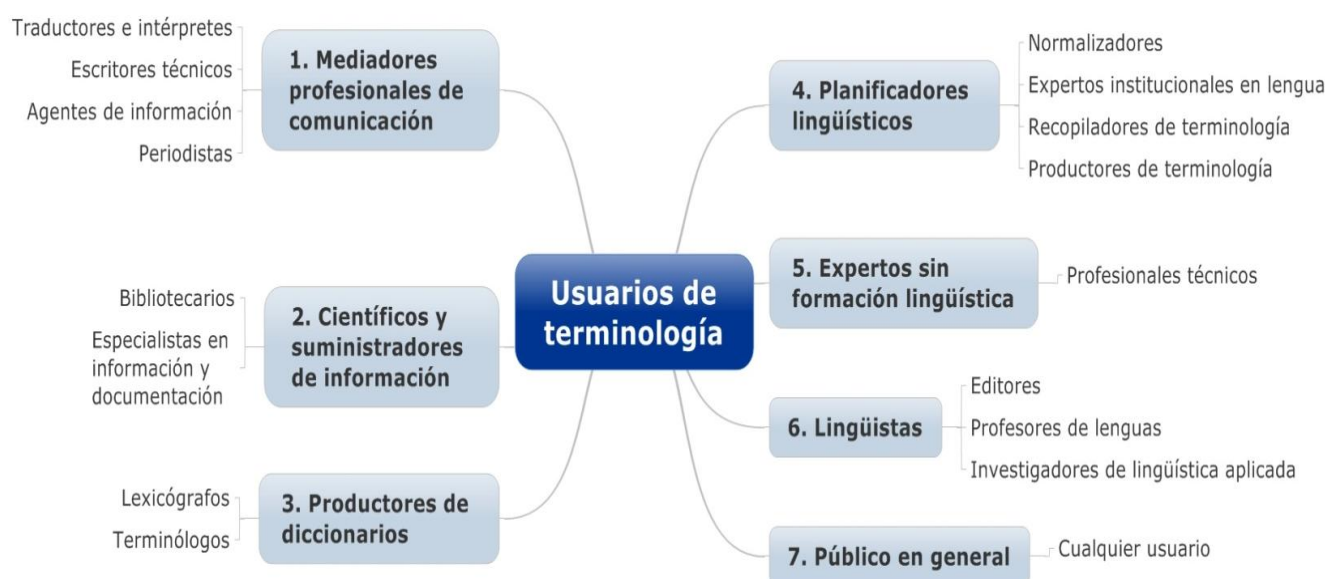 Usuarios de
terminología
1. Mediadores
profesionales de
comunicación
Traductores e intérpretes
Escritores técnicos
Agentes de información
Periodistas
2. Científicos y
suministradores
de información
Bibliotecarios
Especialistas en
información y
documentación
3. Productores de
diccionarios
Lexicógrafos
Terminólogos
4. Planificadores
lingüísticos
Normalizadores
Expertos institucionales en lengua
Recopiladores de terminología
Productores de terminología
5. Expertos sin
formación lingüística
Profesionales técnicos
6. Lingüistas
Editores
Profesores de lenguas
Investigadores de lingüística aplicada
7. Público en general
Cualquier usuario